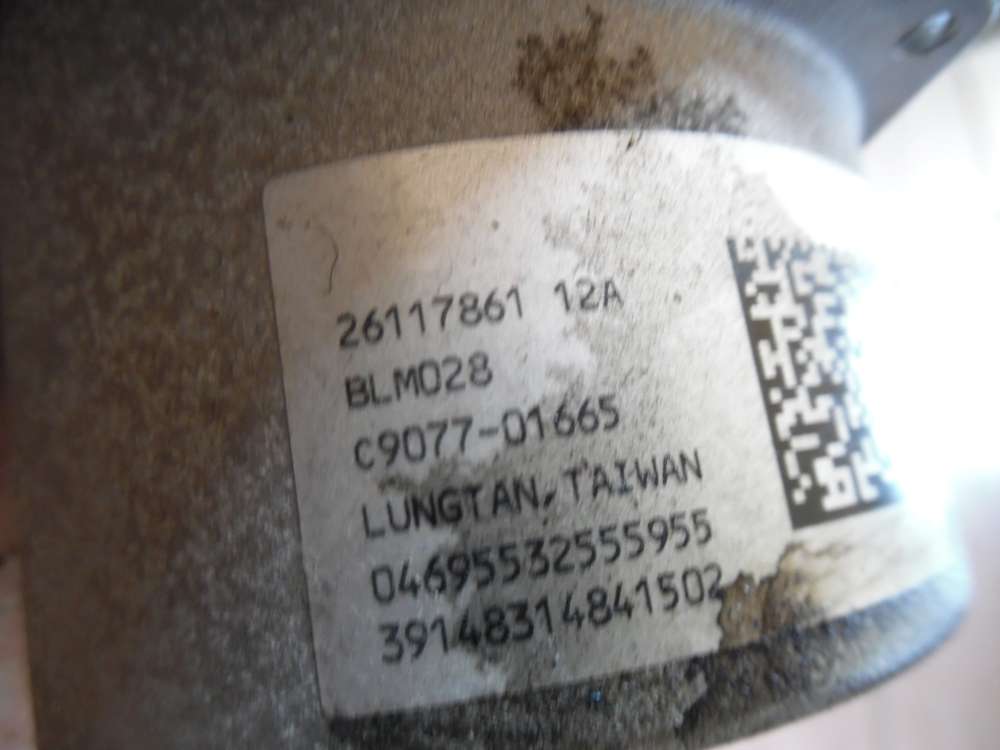 26117861 12A
BLM028
C9077-01665
LUNGTAN, TAIWAN
04695532555955
39148314841502